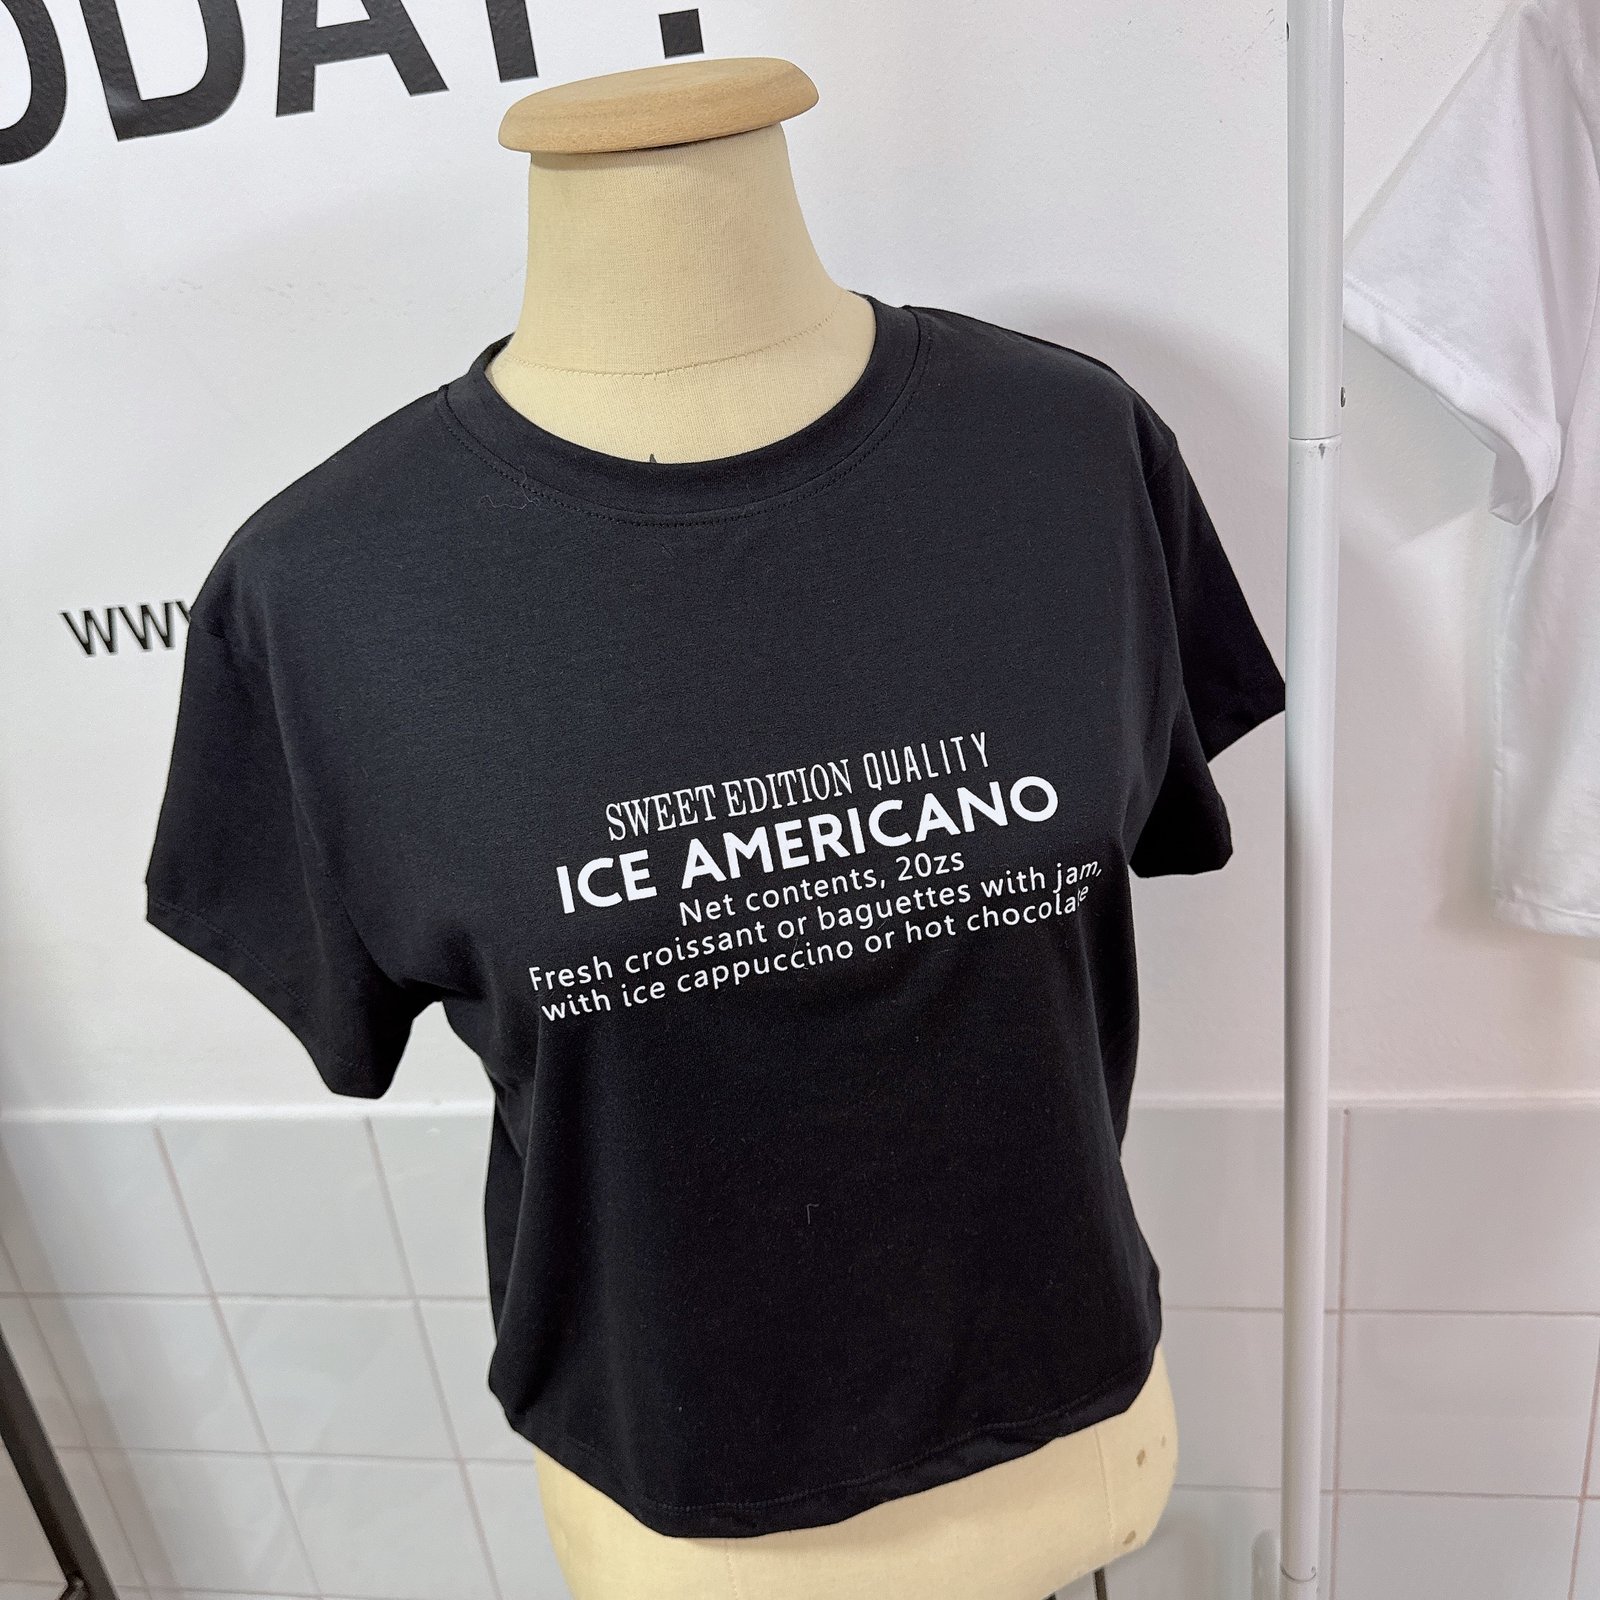 ODAY!
WWW
SWEET EDITION QUALITY
ICE AMERICANO
Net contents, 20zs
Fresh croissant or baguettes with jam,
with ice cappuccino or hot chocolate